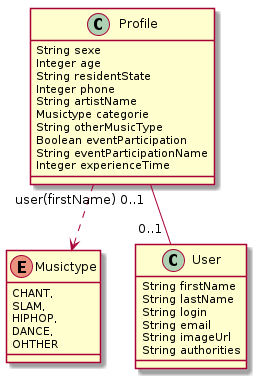 C Profile
String sexe
Integer age
String residentState
Integer phone
String artistName
Musictype categorie
String otherMusicType
Boolean eventParticipation
String eventParticipationName
Integer experienceTime
user(firstName) 0..1
0..1
E Musictype
CHANT,
SLAM,
HIPHOP,
DANCE,
OHTHER
C User
String firstName
String lastName
String login
String email
String imageUrl
String authorities